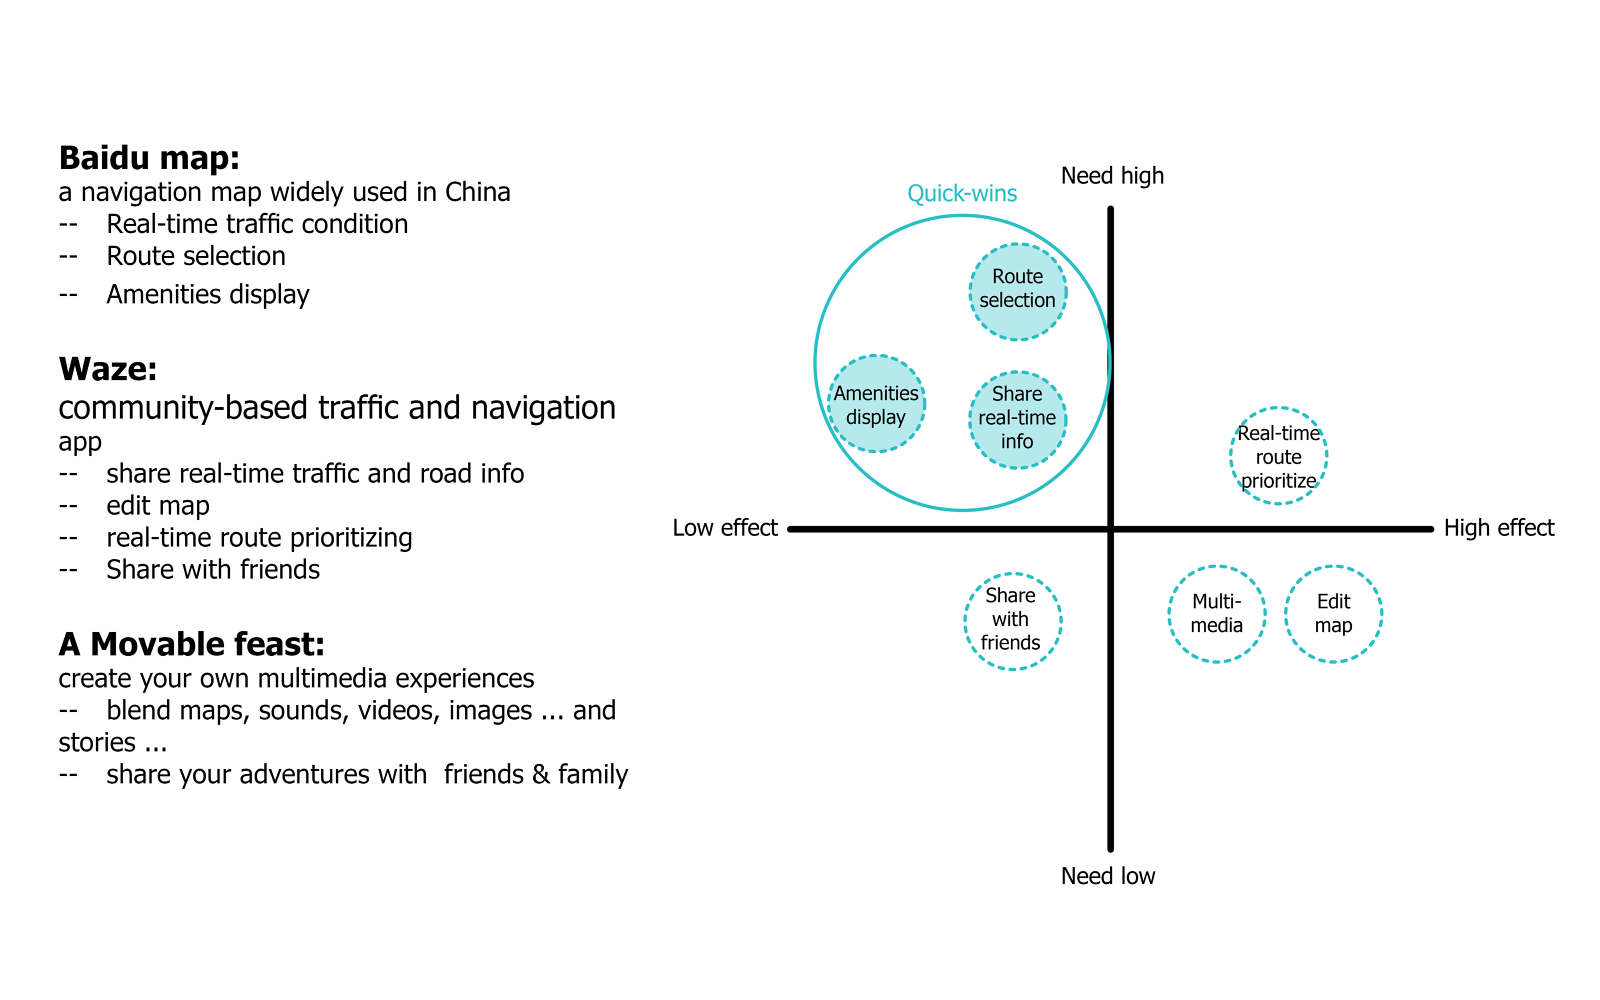 Baidu map:
a navigation map widely used in China
-- Real-time traffic condition
-- Route selection
-- Amenities display
Waze:
community-based traffic and navigation
app
-- share real-time traffic and road info
-- edit map
-- real-time route prioritizing
-- Share with friends
A Movable feast:
create your own multimedia experiences
-- blend maps, sounds, videos, images ... and
stories ...
-- share your adventures with  friends & family
Need high
Quick-wins
Route
selection
Amenities
display
Share
real-time
info
Real-time
route
prioritize
Low effect
High effect
Share
with
friends
Multi-
media
Edit
map
Need low